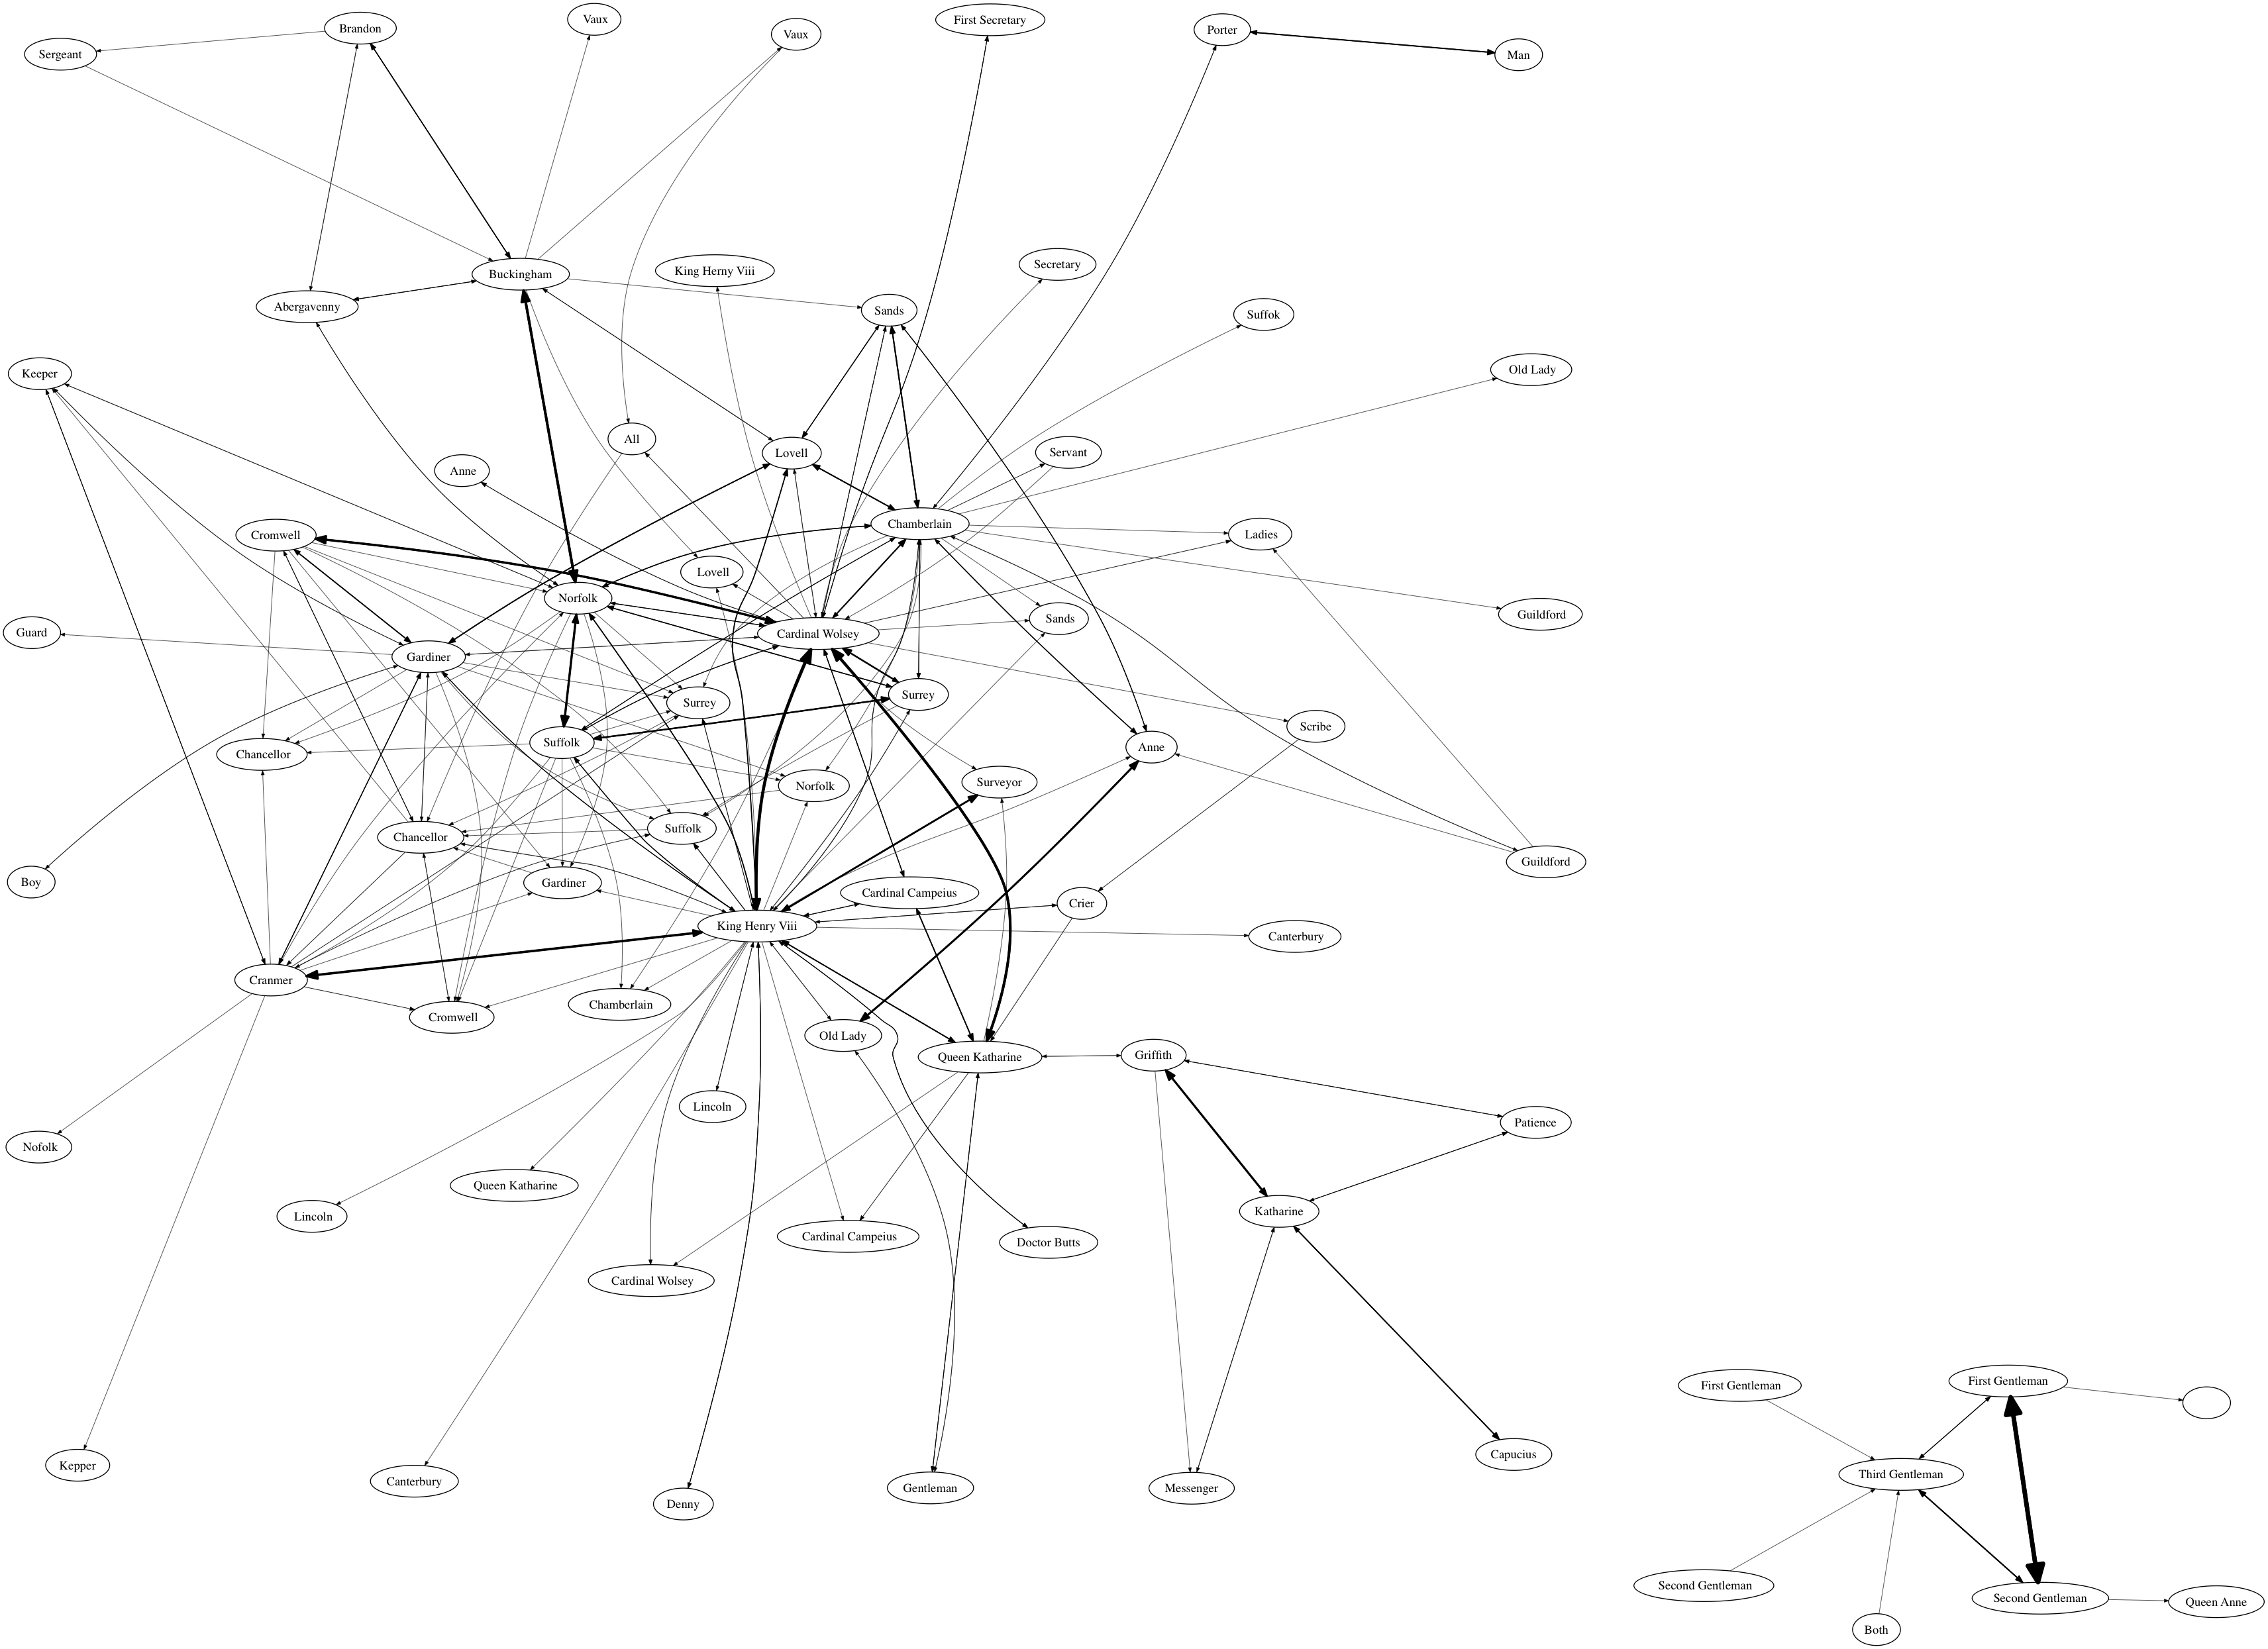 Vaux
First Secretary
Brandon
Porter
Vaux
Sergeant
Man
Secretary
King Herny Viii
Buckingham
Abergavenny
Sands
Suffok
Old Lady
Keeper
All
Servant
Lovell
Anne
Chamberlain
Ladies
Cromwell
Lovell
Norfolk
Guildford
Sands
Guard
Cardinal Wolsey
Gardiner
Surrey
Surrey
Scribe
Suffolk
Anne
Chancellor
Surveyor
Norfolk
Suffolk
Chancellor
Guildford
Boy
Gardiner
Cardinal Campeius
Crier
King Henry Viii
Canterbury
Cranmer
Chamberlain
Cromwell
Old Lady
Queen Katharine
Griffith
Lincoln
Patience
Nofolk
Queen Katharine
Katharine
Lincoln
Cardinal Campeius
Doctor Butts
Cardinal Wolsey
First Gentleman
First Gentleman
Capucius
Kepper
Third Gentleman
Canterbury
Gentleman
Messenger
Denny
Second Gentleman
Second Gentleman
Queen Anne
Both